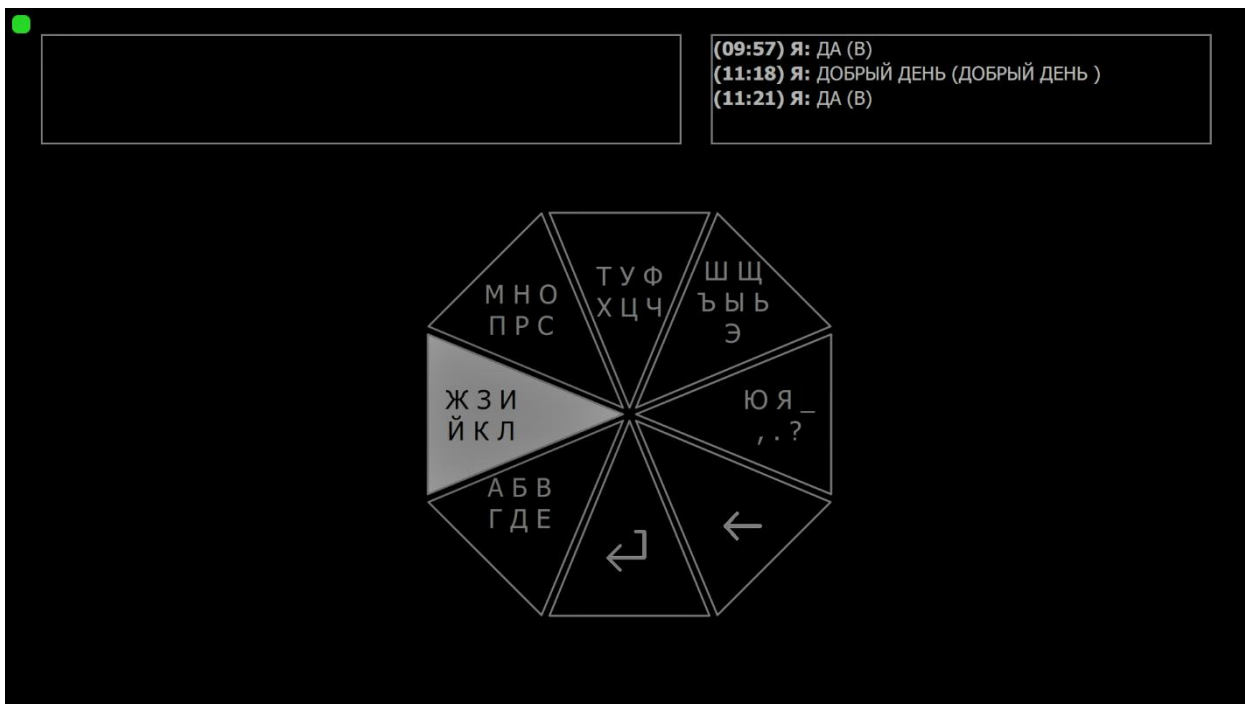 (09:57) Я: ДА (В)
(11:18) Я: ДОБРЫЙ ДЕНЬ (ДОБРЫЙ ДЕНЬ )
(11:21) Я: ДА (В)
М Н О
П Р С
Т У Ф
Х Ц Ч
Ш Щ
Ъ Ы Ь
Э
Ж З И
Й К Л
Ю Я _
, . ?
А Б В
Г Д Е